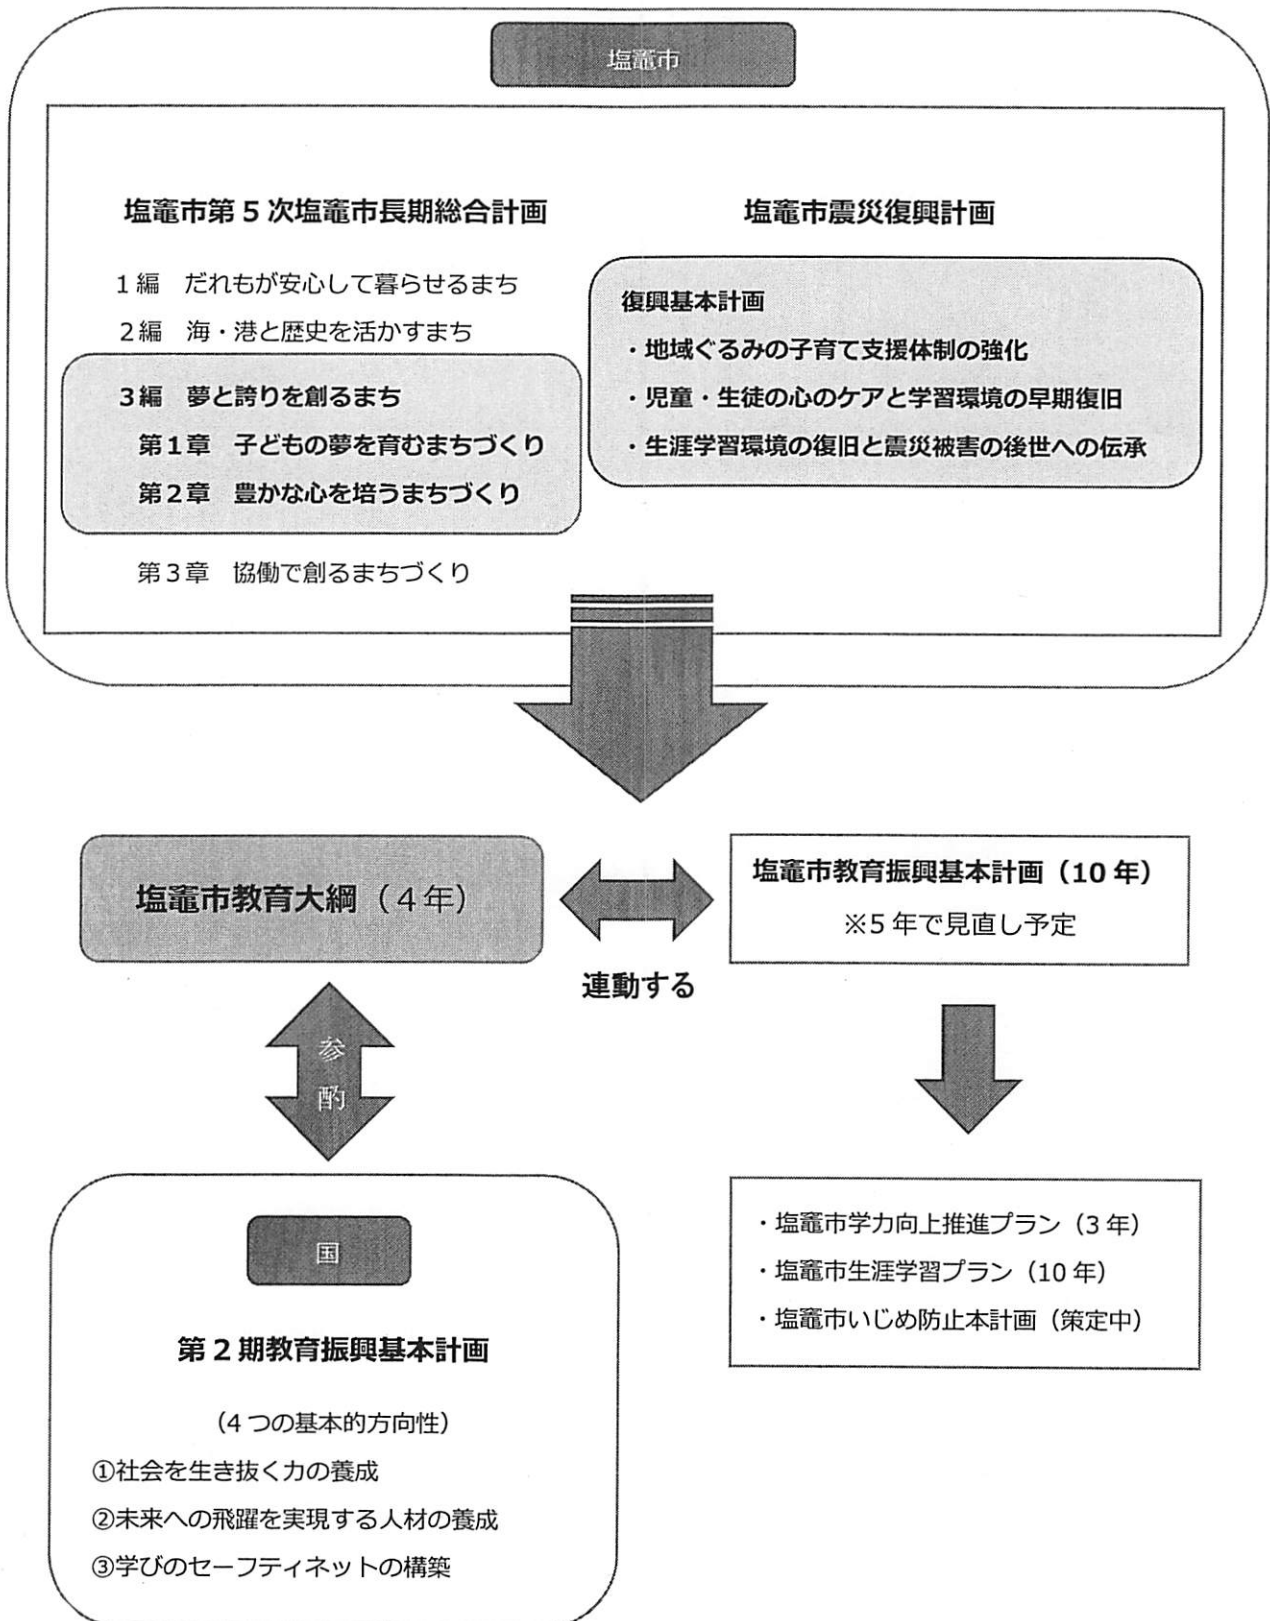 塩竈市
塩竈市第5次塩竈市長期総合計画
1編 だれもが安心して暮らせるまち
2編 海・港と歴史を活かすまち
3編 夢と誇りを創るまち
第1章 子どもの夢を育むまちづくり
第2章 豊かな心を培うまちづくり
第3章 協働で創るまちづくり
塩竈市震災復興計画
復興基本計画
・地域ぐるみの子育て支援体制の強化
・児童・生徒の心のケアと学習環境の早期復旧
・生涯学習環境の復旧と震災被害の後世への伝承
塩竈市教育大綱（4年）
連動する
塩竈市教育振興基本計画（10年）
※5年で見直し予定
参
酌
・塩竈市学力向上推進プラン（3年）
・塩竈市生涯学習プラン（10年）
・塩竈市いじめ防止本計画（策定中）
国
第2期教育振興基本計画
（4つの基本的方向性）
①社会を生き抜く力の養成
②未来への飛躍を実現する人材の養成
③学びのセーフティネットの構築